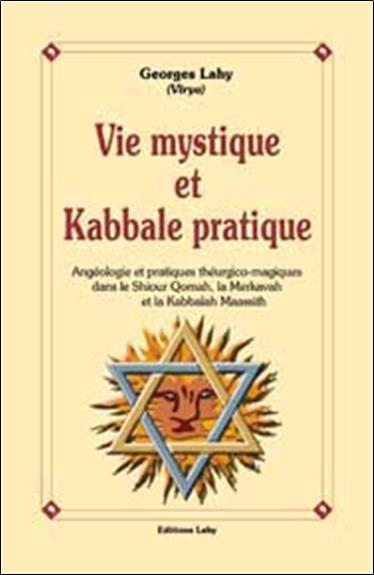 Georges Lahy
(Virya)
Vie mystique
et
Kabbale pratique
Angéologie et pratiques théurgico-magiques
dans le Shiour Qomah, la Merkavah
et la Kabbalah Maassith
Editions Lahy